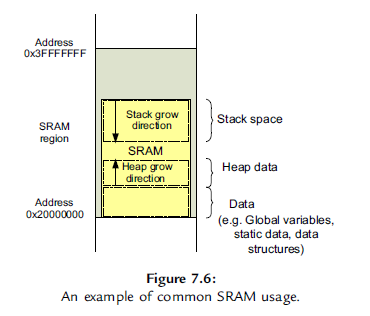 Address
0x3FFFFFFF
Stack grow
direction
Stack space
SRAM
region
SRAM
Heap grow
direction
Heap data
Address
0x20000000
Data
(e.g. Global variables,
static data, data
structures)
Figure 7.6:
An example of common SRAM usage.